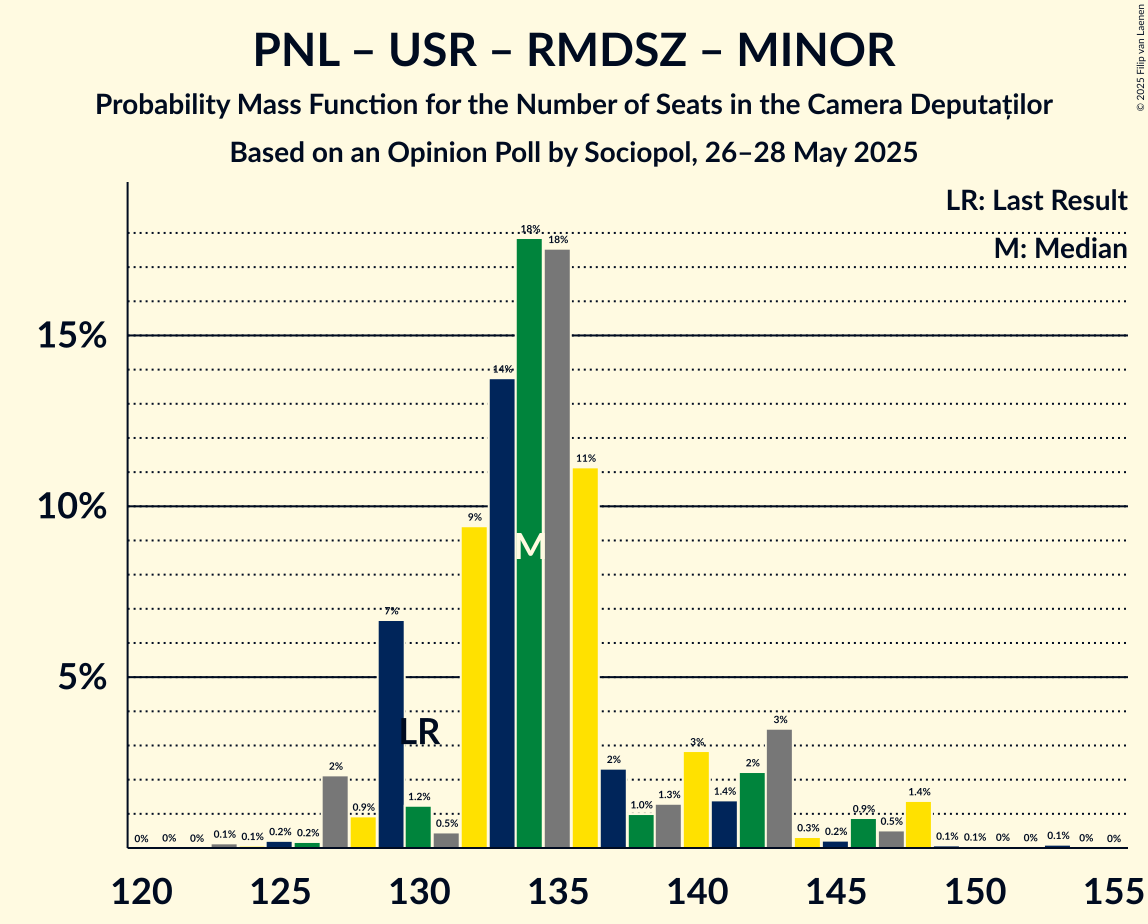 PNL – USR – RMDSZ – MINOR
Probability Mass Function for the Number of Seats in the Camera Deputaților
Based on an Opinion Poll by Sociopol, 26–28 May 2025
© 2025 Filip van Laenen
LR: Last Result
M: Median
15%
10%
5%
0% 0% 0% 0.1% 0.1% 0.2% 0.2% 2% 0.9% 7% 1.2% 0.5% 9% 14% 18% 18% 11% 2% 1.0% 1.3% 3% 1.4% 2% 3% 0.3% 0.2% 0.9% 0.5% 1.4% 0.1% 0.1% 0% 0% 0.1% 0% 0%
LR
M
120 125 130 135 140 145 150 155